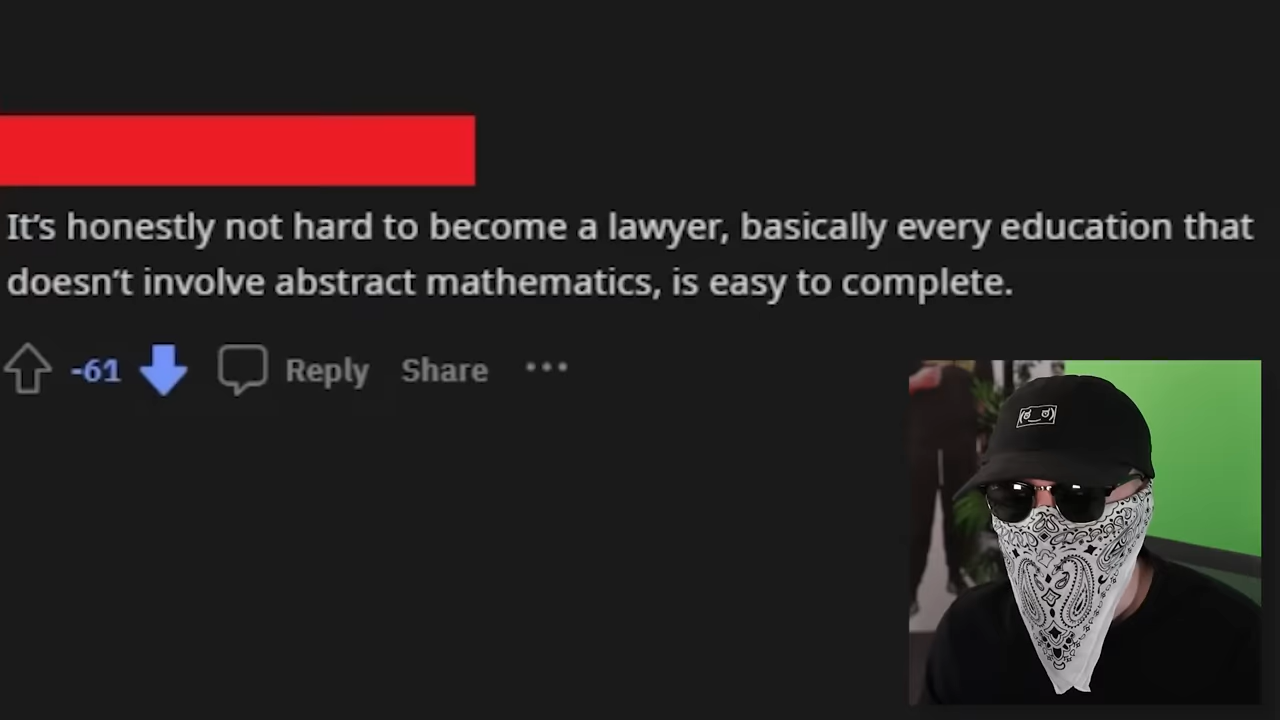 It's honestly not hard to become a lawyer, basically every education that
doesn't involve abstract mathematics, is easy to complete.
-61 Reply Share